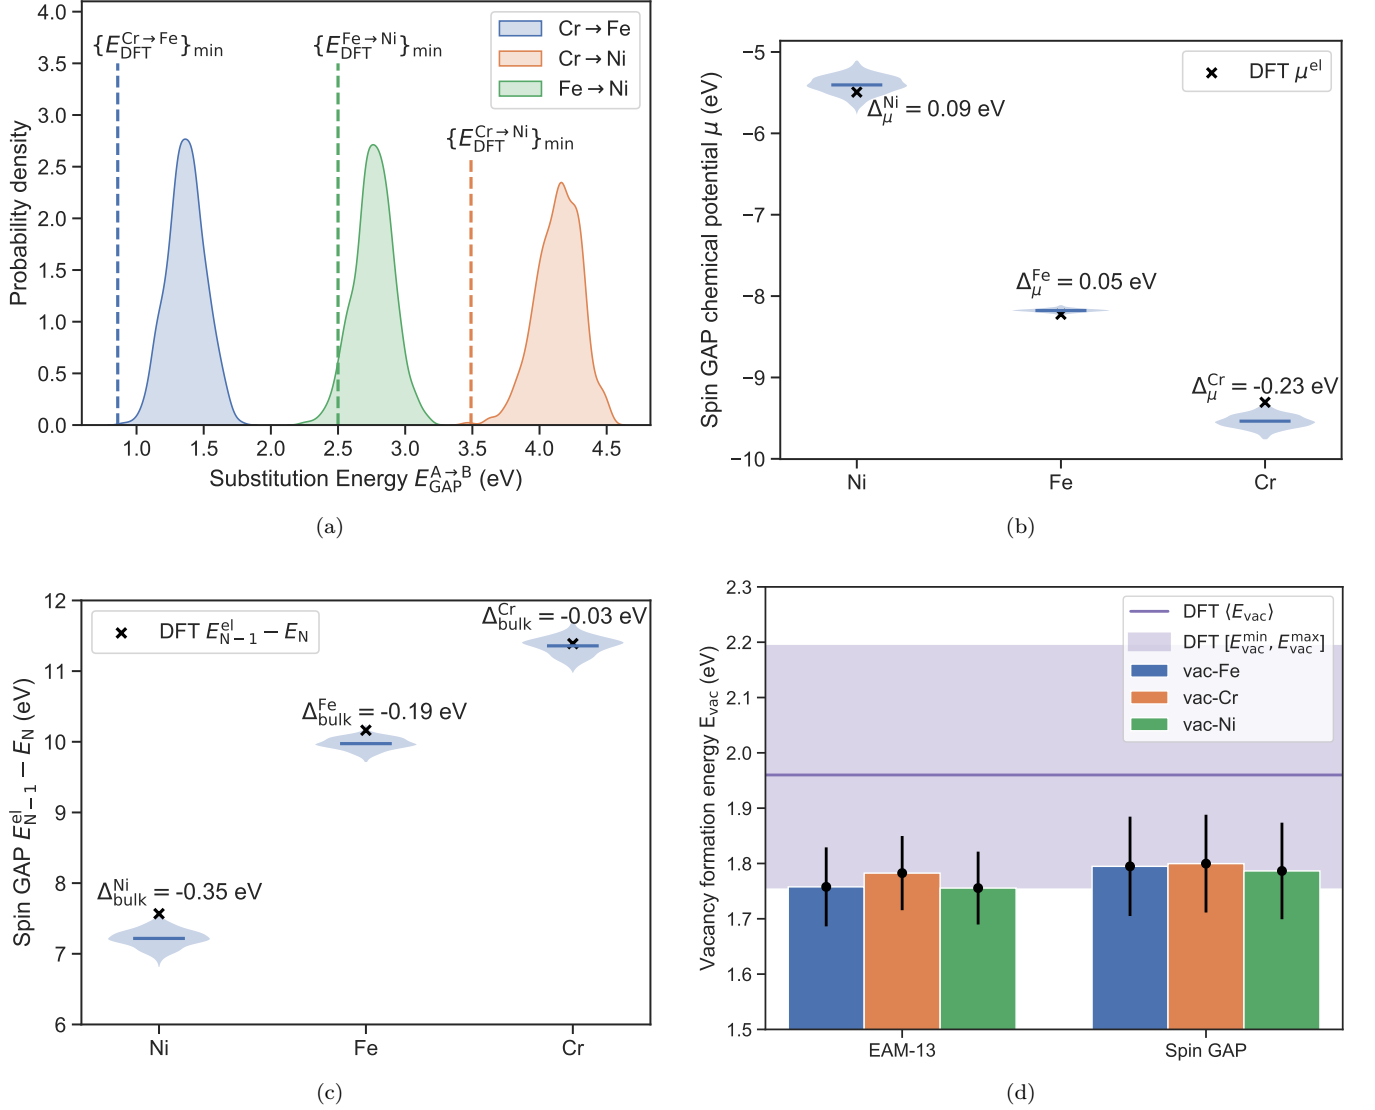 4.0
3.5
3.0
2.5
2.0
1.5
1.0
0.5
0.0
Probability density
{E_DFT^Cr→Fe}_min
{E_DFT^Fe→Ni}_min
{E_DFT^Cr→Ni}_min
Cr→Fe
Cr→Ni
Fe→Ni
1.0 1.5 2.0 2.5 3.0 3.5 4.0 4.5
Substitution Energy E_GAP^A→B (eV)
(a)
−5
−6
−7
−8
−9
−10
Spin GAP chemical potential μ (eV)
DFT μ^el
Δ_μ^Ni = 0.09 eV
Δ_μ^Fe = 0.05 eV
Δ_μ^Cr = -0.23 eV
Ni Fe Cr
(b)
12
11
10
9
8
7
6
Spin GAP E_N−1^el − E_N (eV)
DFT E_N−1^el − E_N
Δ_bulk^Cr = -0.03 eV
Δ_bulk^Fe = -0.19 eV
Δ_bulk^Ni = -0.35 eV
Ni Fe Cr
(c)
2.3
2.2
2.1
2.0
1.9
1.8
1.7
1.6
1.5
Vacancy formation energy E_vac (eV)
DFT ⟨E_vac⟩
DFT [E_vac^min, E_vac^max]
vac-Fe
vac-Cr
vac-Ni
EAM-13 Spin GAP
(d)